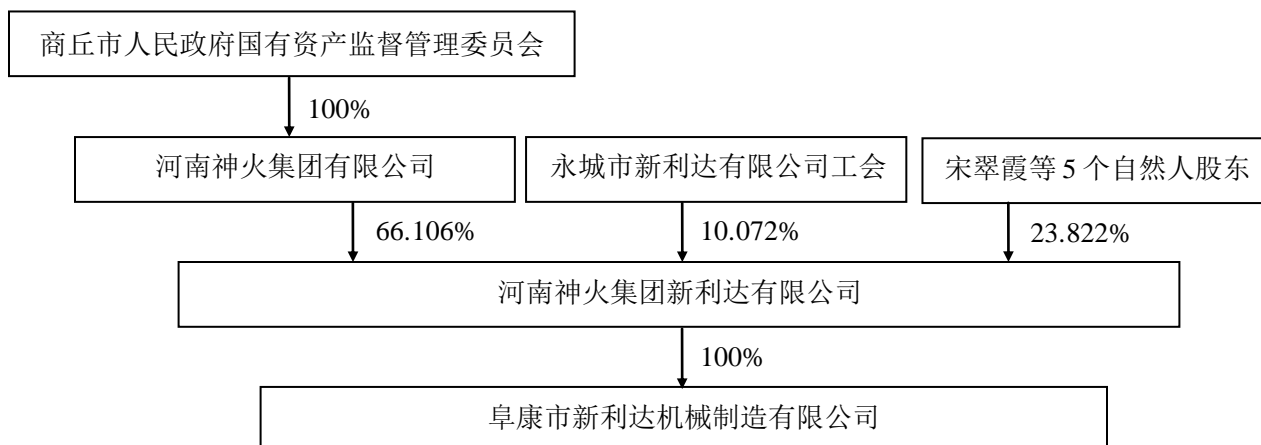 商丘市人民政府国有资产监督管理委员会
100%
河南神火集团有限公司
永城市新利达有限公司工会
宋翠霞等 5 个自然人股东
66.106%
10.072%
23.822%
河南神火集团新利达有限公司
100%
阜康市新利达机械制造有限公司